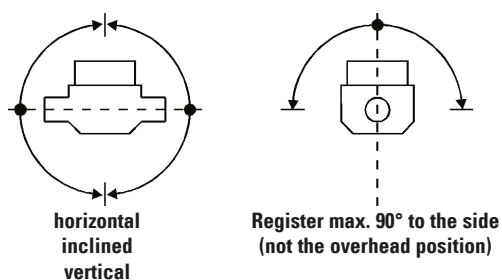 horizontal
inclined
vertical
Register max. 90° to the side
(not the overhead position)